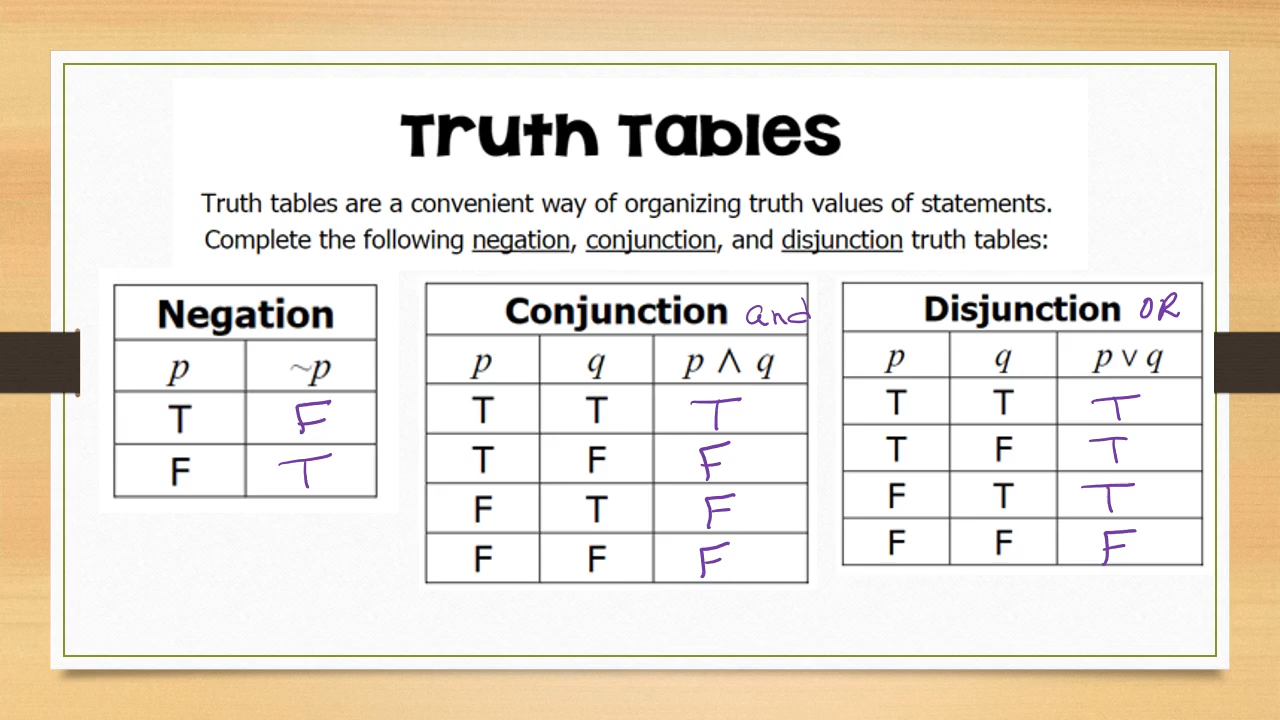 Truth Tables
Truth tables are a convenient way of organizing truth values of statements.
Complete the following negation, conjunction, and disjunction truth tables:
Negation
p ~p
T F
F T
Conjunction and
p q p ∧ q
T T T
T F F
F T F
F F F
Disjunction OR
p q p ∨ q
T T T
T F T
F T T
F F F